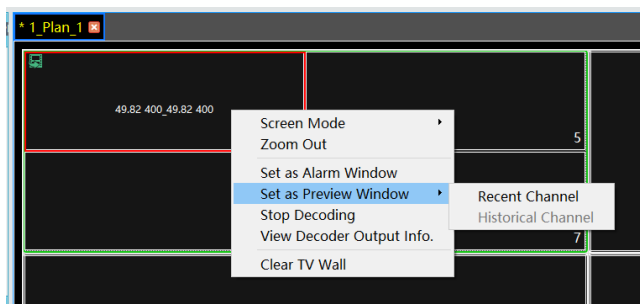 * 1_Plan_1
49.82 400_49.82 400
5
Screen Mode
Zoom Out
Set as Alarm Window
Set as Preview Window
Recent Channel
Stop Decoding
Historical Channel
View Decoder Output Info.
7
Clear TV Wall